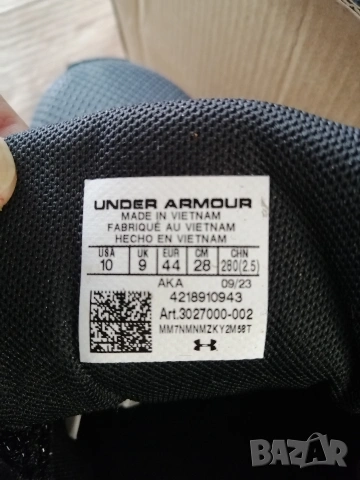 UNDER ARMOUR
MADE IN VIETNAM
FABRIQUÉ AU VIETNAM
HECHO EN VIETNAM
USA UK EUR CM CHN
10 9 44 28 280(2.5)
AKA 09/23
4218910943
Art.3027000-002
MM7NMNMZKY2M58T
BAZAR